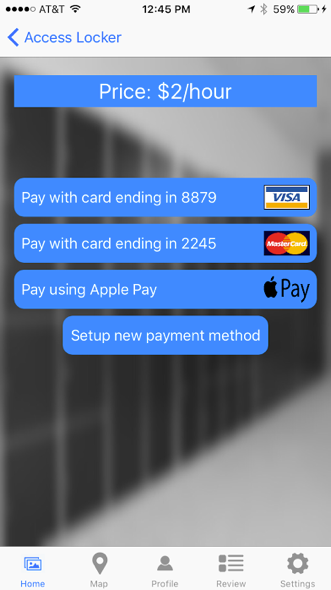 AT&T 12:45 PM 59%
Access Locker
Price: $2/hour
Pay with card ending in 8879 VISA
Pay with card ending in 2245 MasterCard
Pay using Apple Pay Pay
Setup new payment method
Home Map Profile Review Settings